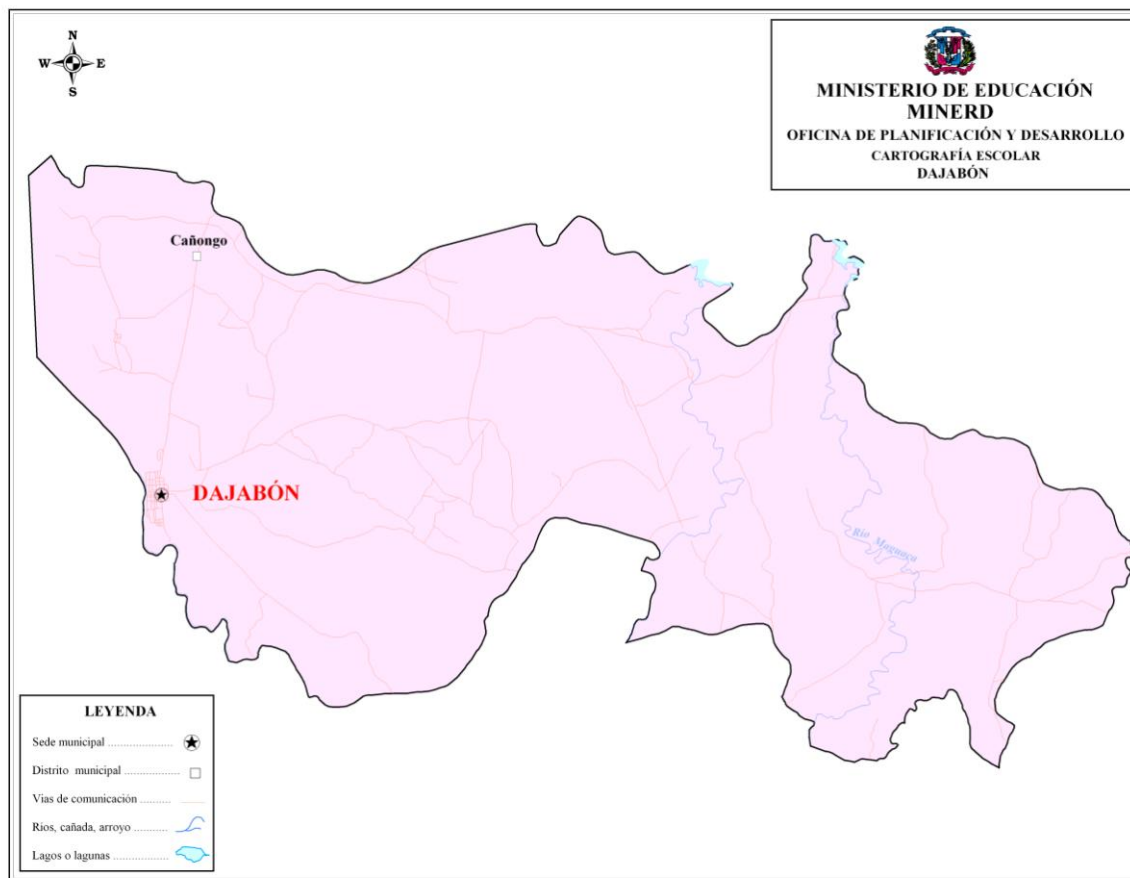 N
W E
S
MINISTERIO DE EDUCACIÓN
MINERD
OFICINA DE PLANIFICACIÓN Y DESARROLLO
CARTOGRAFÍA ESCOLAR
DAJABÓN
Cañongo
DAJABÓN
Río Maguaca
LEYENDA
Sede municipal ....................
Distrito municipal ..................
Vias de comunicación ..........
Rios, cañada, arroyo ...........
Lagos o lagunas ..................